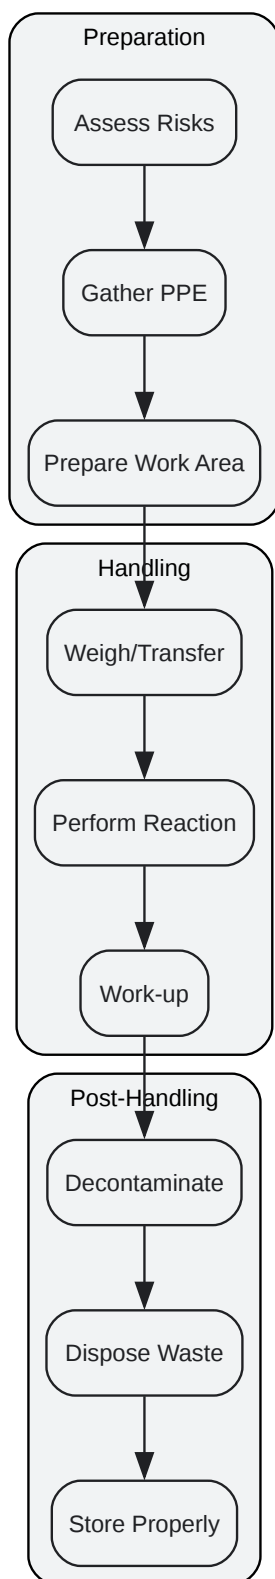 Preparation
Assess Risks
Gather PPE
Prepare Work Area
Handling
Weigh/Transfer
Perform Reaction
Work-up
Post-Handling
Decontaminate
Dispose Waste
Store Properly